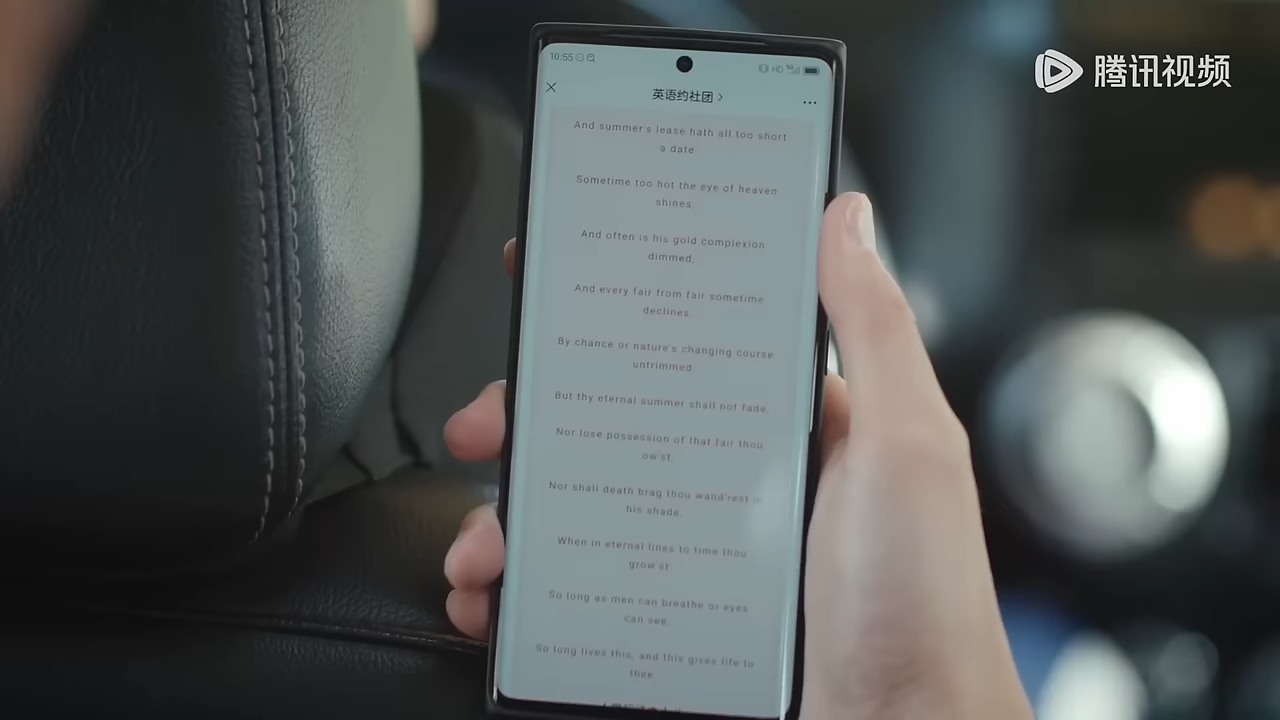 10:55
HD 5G
腾讯视频
英语约社团 >
And summer's lease hath all too short
a date:
Sometime too hot the eye of heaven
shines,
And often is his gold complexion
dimmed,
And every fair from fair sometime
declines,
By chance or nature's changing course
untrimmed
But thy eternal summer shall not fade,
Nor lose possession of that fair thou
ow'st,
Nor shall death brag thou wand'rest in
his shade,
When in eternal lines to time thou
grow'st
So long as men can breathe or eyes
can see,
So long lives this, and this gives life to
thee.